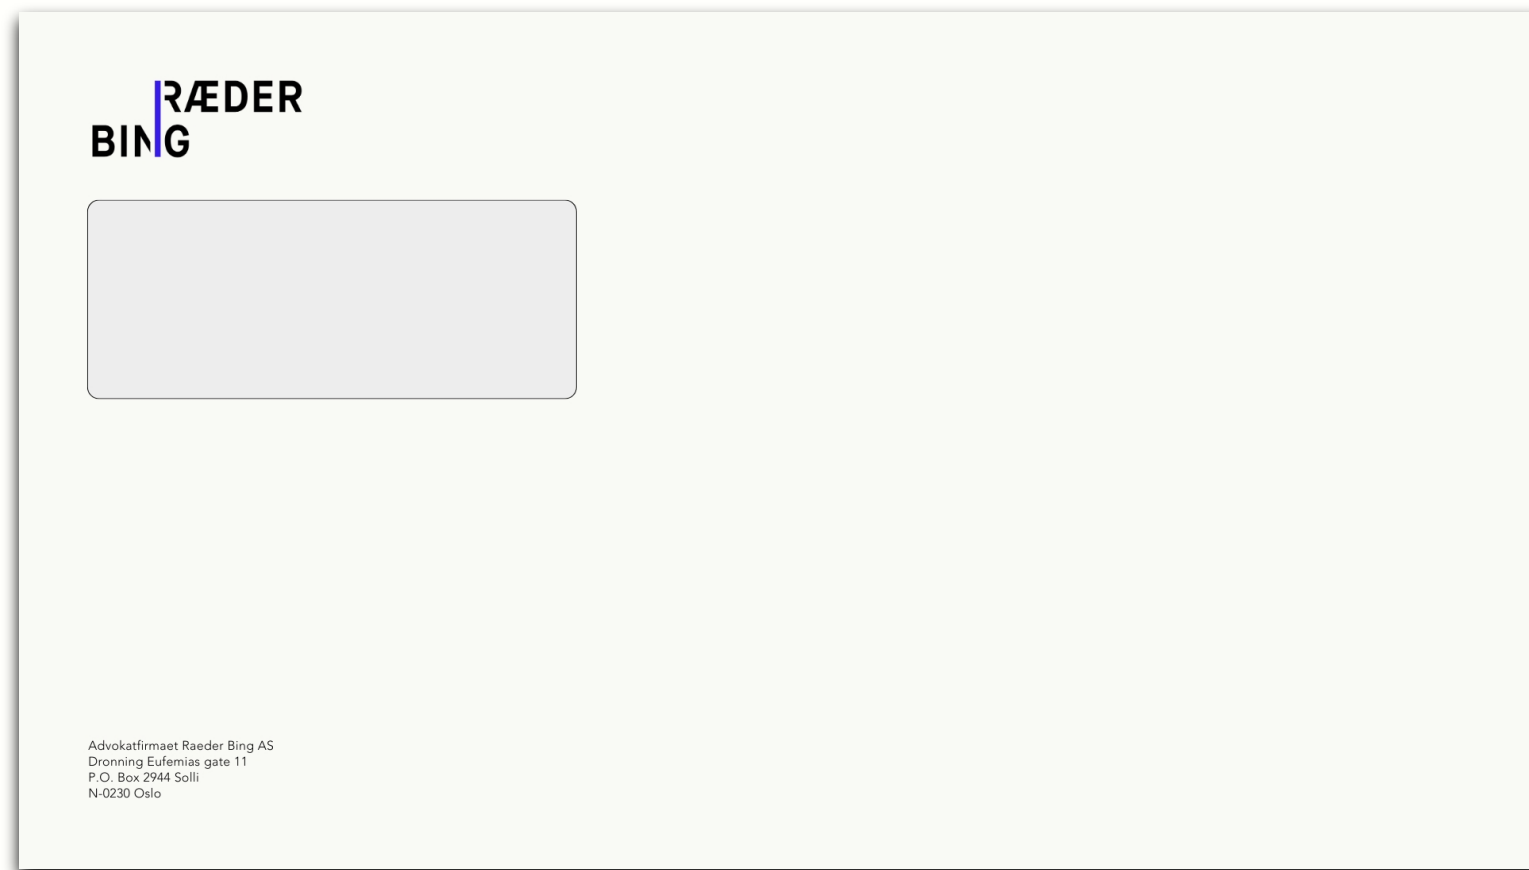 RÆDER
BING
Advokatfirmaet Raeder Bing AS
Dronning Eufemias gate 11
P.O. Box 2944 Solli
N-0230 Oslo